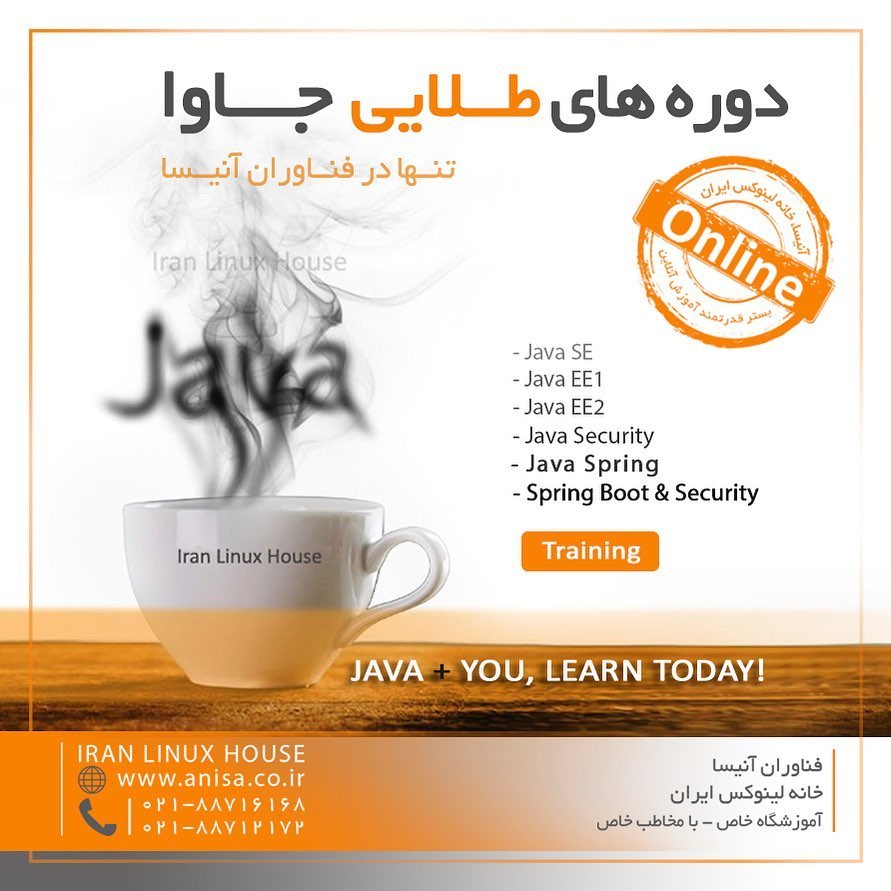 دوره های طلایی جاوا
تنها در فناوران آنیسا
آنیسا، خانه لینوکس ایران
Online
بستر قدرتمند آموزش آنلاین
Iran Linux House
Java
- Java SE
- Java EE1
- Java EE2
- Java Security
- Java Spring
- Spring Boot & Security
Training
Iran Linux House
JAVA + YOU, LEARN TODAY!
IRAN LINUX HOUSE
www.anisa.co.ir
۰۲۱-۸۸۷۱۶۱۶۸
۰۲۱-۸۸۷۱۲۱۷۲
فناوران آنیسا
خانه لینوکس ایران
آموزشگاه خاص - با مخاطب خاص